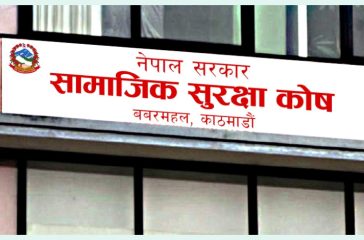 नेपाल सरकार
सामाजिक सुरक्षा कोष
बबरमहल, काठमाडौं